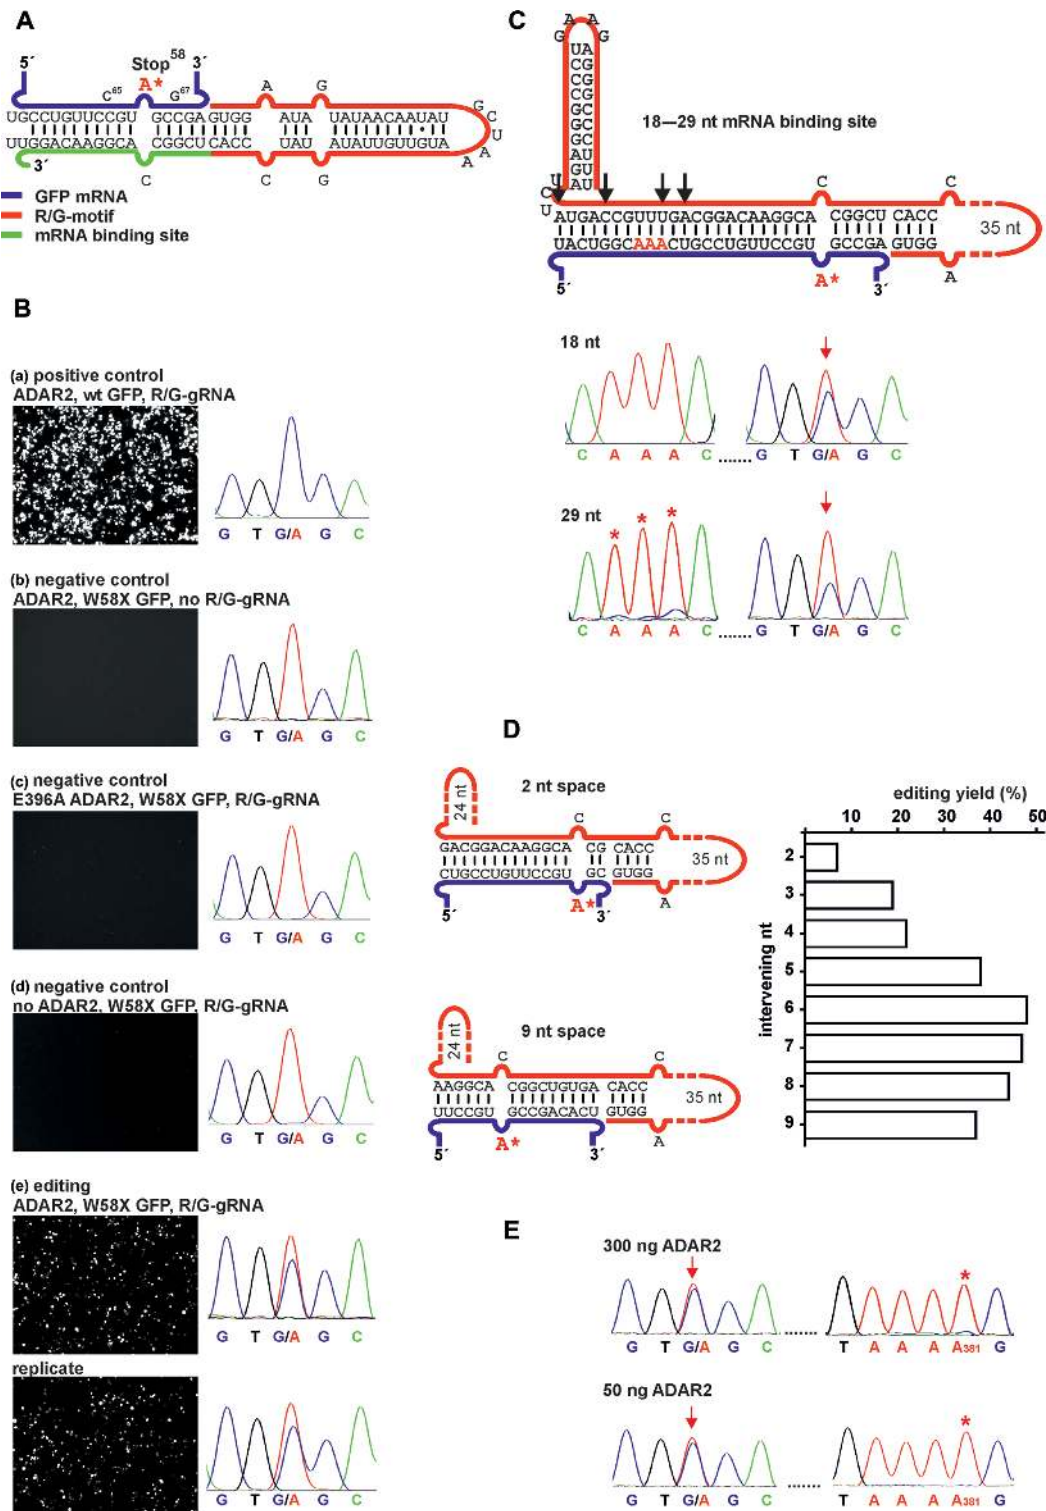 A
5´
Stop58
3´
A*
C65
G67
A
G
UGCCUGUUCCGU
GCCGA
GUGG
AUA
UAUAACAAUAU
GCUAA
UUGGACAAGGCA
CGGCU
CACC
UAU
AUAUUGUUGUA
3´
C
C
G
GFP mRNA
R/G-motif
mRNA binding site
B
(a) positive control
ADAR2, wt GFP, R/G-gRNA
G T G/A G C
(b) negative control
ADAR2, W58X GFP, no R/G-gRNA
G T G/A G C
(c) negative control
E396A ADAR2, W58X GFP, R/G-gRNA
G T G/A G C
(d) negative control
no ADAR2, W58X GFP, R/G-gRNA
G T G/A G C
(e) editing
ADAR2, W58X GFP, R/G-gRNA
G T G/A G C
replicate
G T G/A G C
C
GAAG
18—29 nt mRNA binding site
UCU
C
C
AUGACCGUUUGACGGACAAGGCA
CGGCU
CACC
35 nt
UACUGGCAAACUGCCUGUUCCGU
GCCGA
GUGG
5´
A*
3´
A
18 nt
C A A A C ....... G T G/A G C
29 nt
* * *
C A A A C ....... G T G/A G C
D
2 nt space
24 nt
C
C
GACGGACAAGGCA
CG
CACC
35 nt
CUGCCUGUUCCGU
GC
GUGG
5´
A*
3´
A
9 nt space
24 nt
C
C
AAGGCA
CGGCUGUGA
CACC
35 nt
UUCCGU
GCCGACACU
GUGG
5´
A*
3´
A
editing yield (%)
10 20 30 40 50
intervening nt
2
3
4
5
6
7
8
9
E
300 ng ADAR2
*
G T G/A G C ....... T A A A A381 G
50 ng ADAR2
*
G T G/A G C ....... T A A A A381 G